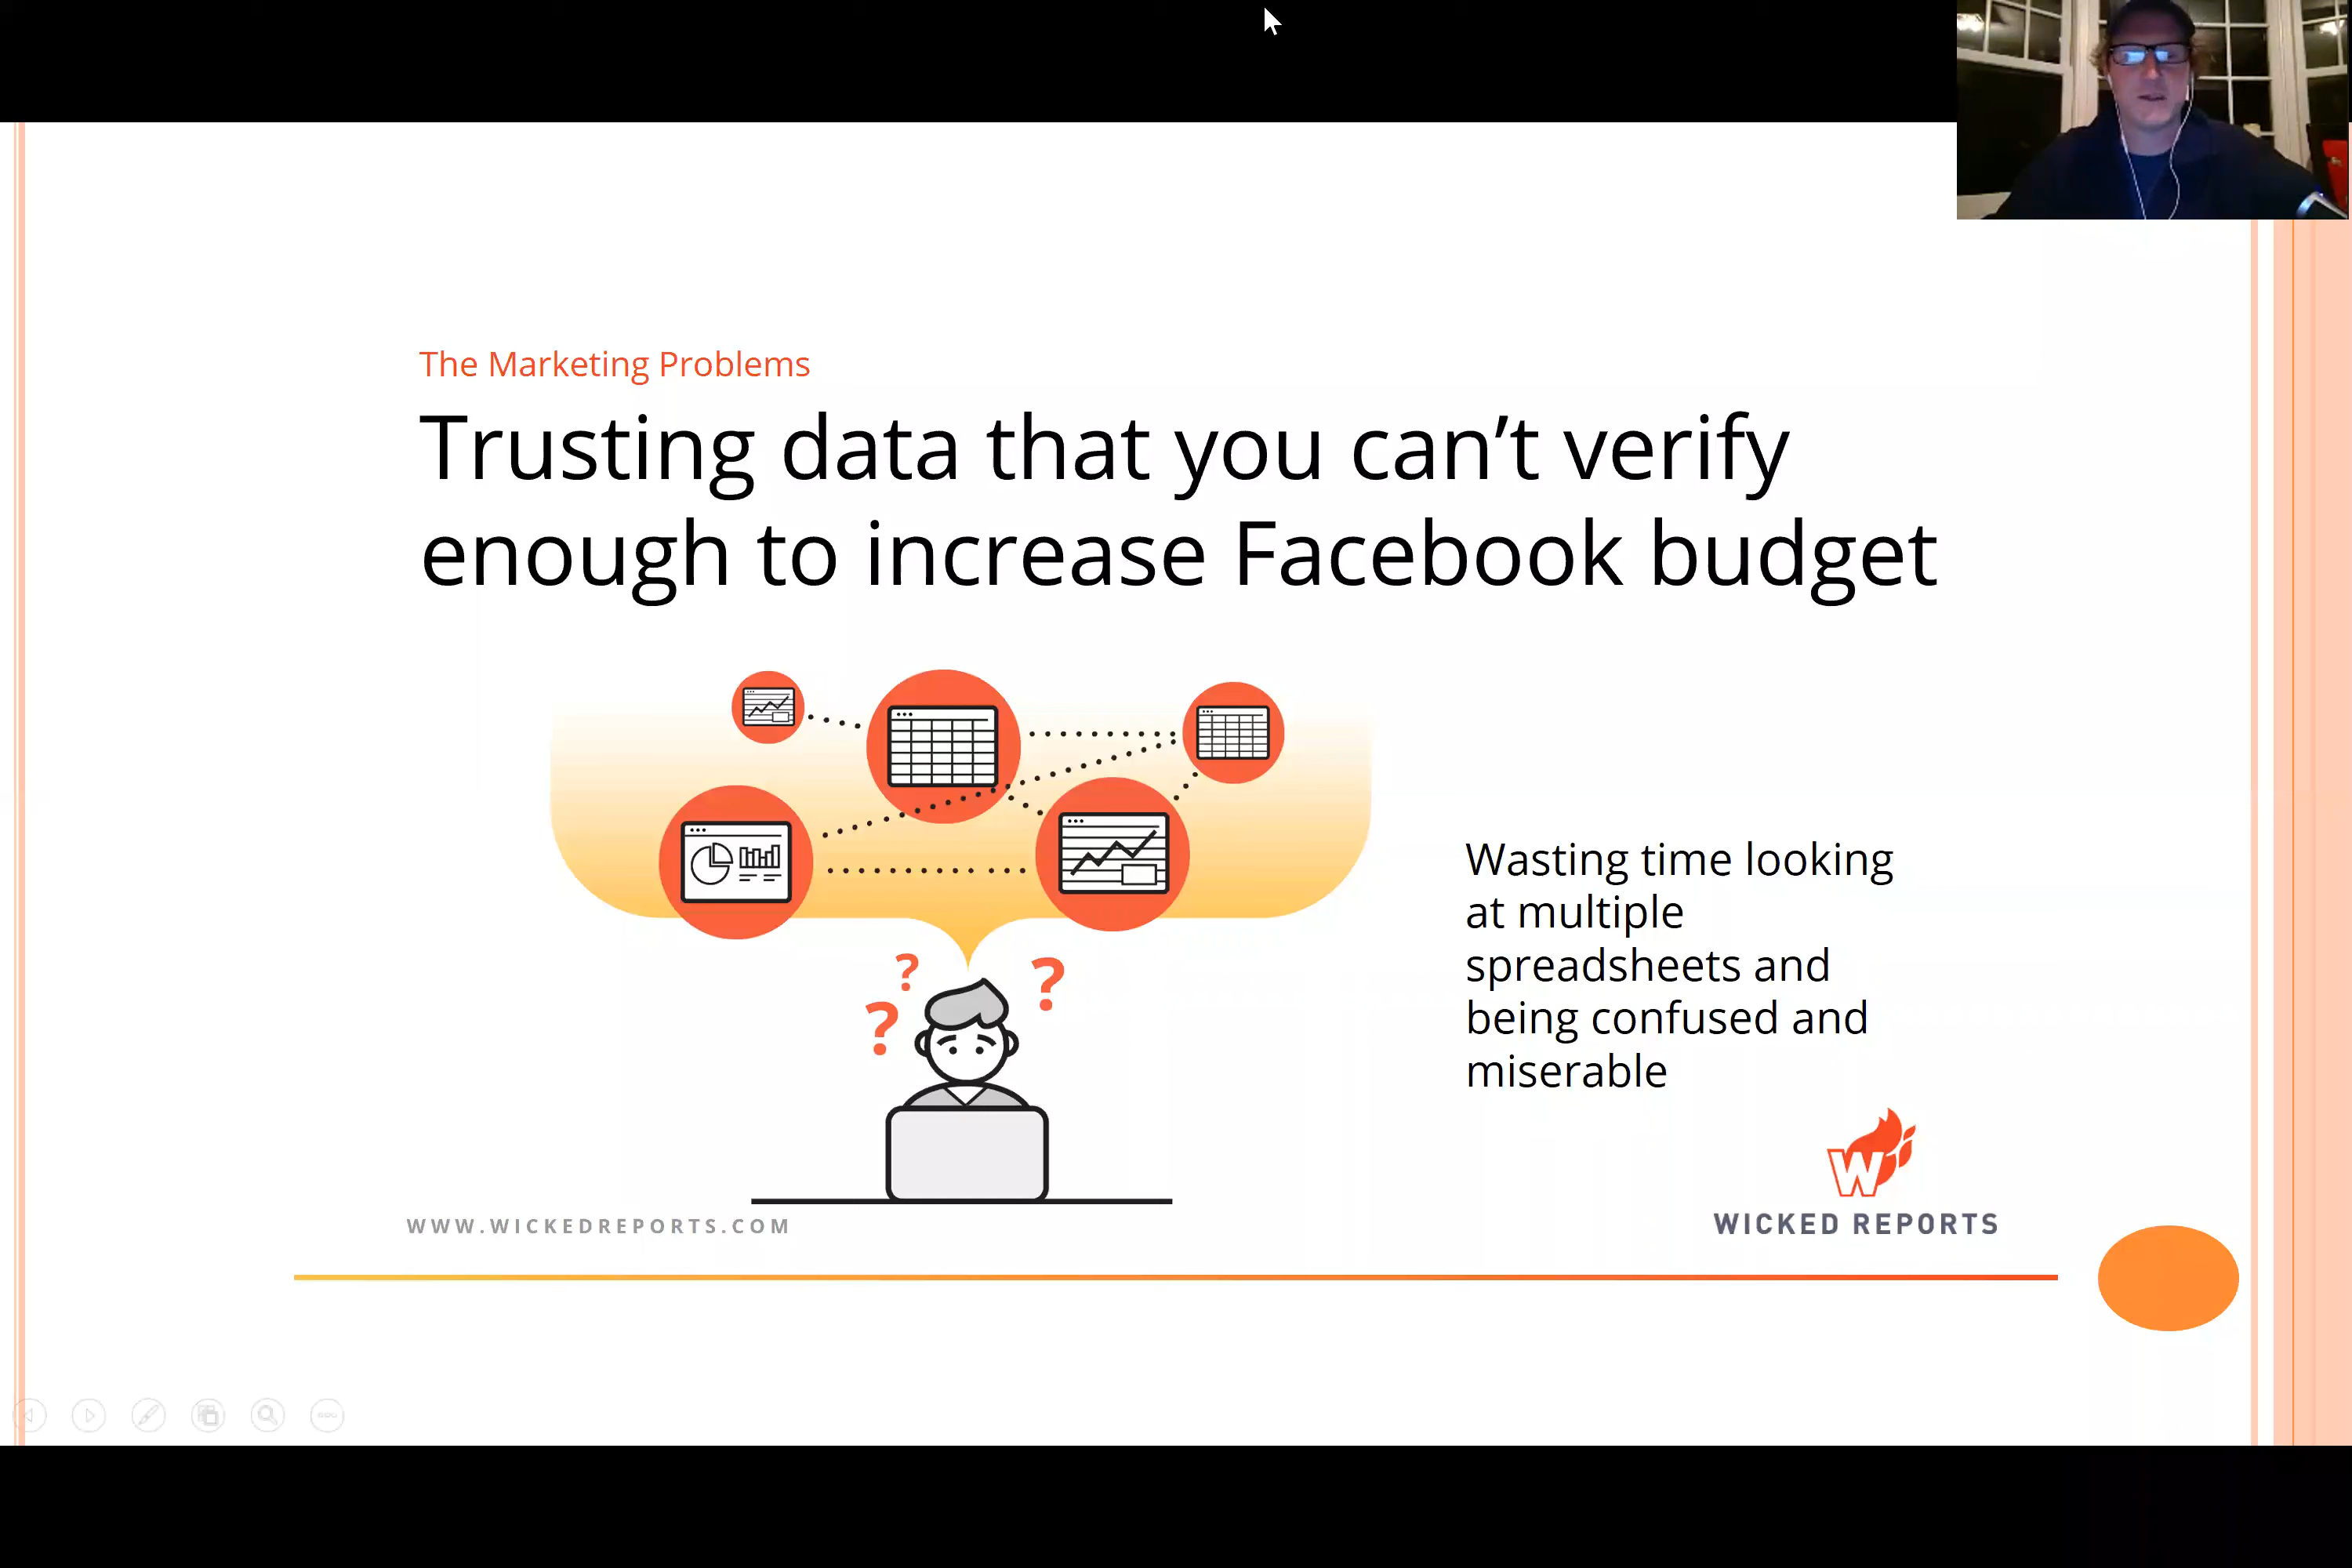 The Marketing Problems
Trusting data that you can’t verify
enough to increase Facebook budget
?
?
?
Wasting time looking
at multiple
spreadsheets and
being confused and
miserable
W
WICKED REPORTS
WWW.WICKEDREPORTS.COM